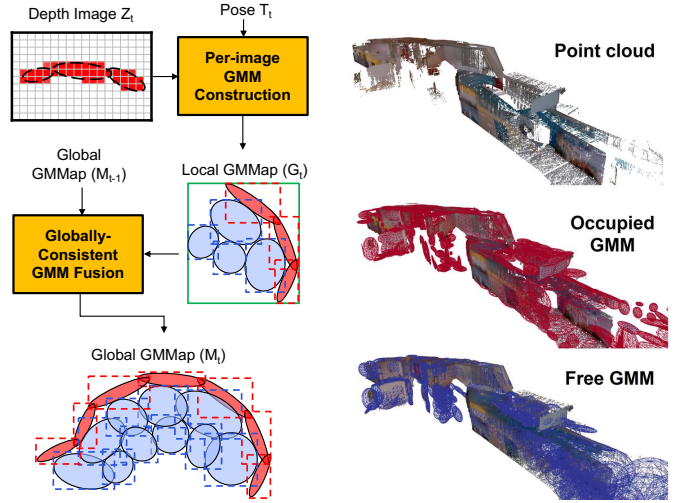 Depth Image Z_t
Pose T_t
Per-image
GMM
Construction
Global
GMMap (M_{t-1})
Local GMMap (G_t)
Globally-
Consistent
GMM Fusion
Global GMMap (M_t)
Point cloud
Occupied
GMM
Free GMM